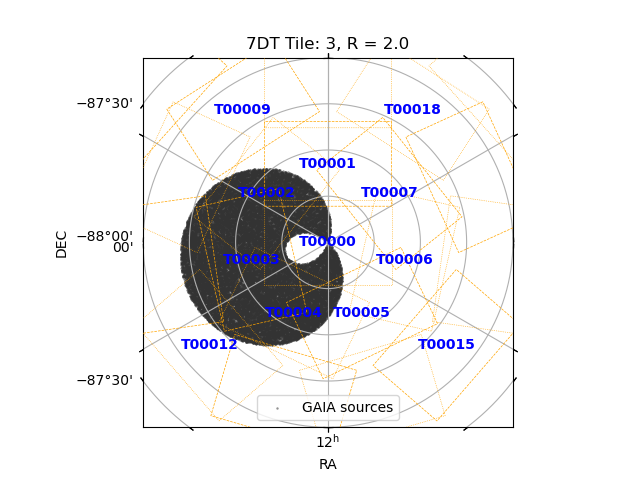 7DT Tile: 3, R = 2.0
−87°30'
T00009
T00018
T00001
T00002
T00007
−88°00'
00'
T00000
DEC
T00003
T00006
T00004
T00005
T00012
T00015
−87°30'
GAIA sources
12h
RA